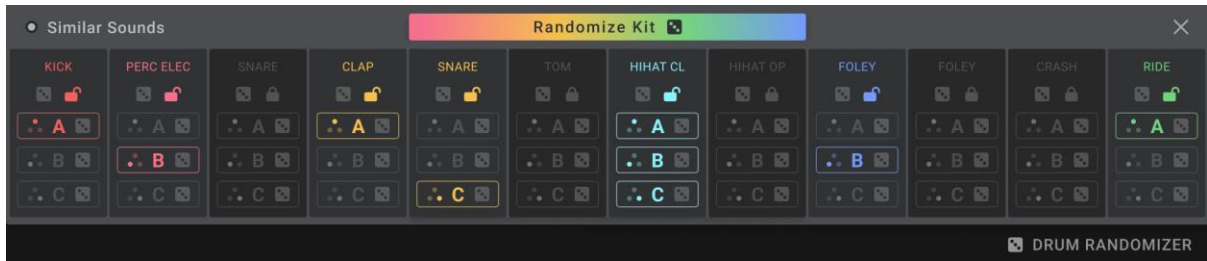 Similar Sounds Randomize Kit
KICK PERC ELEC SNARE CLAP SNARE TOM HIHAT CL HIHAT OP FOLEY FOLEY CRASH RIDE
A A A A A A A A A A A A
B B B B B B B B B B B B
C C C C C C C C C C C C
DRUM RANDOMIZER